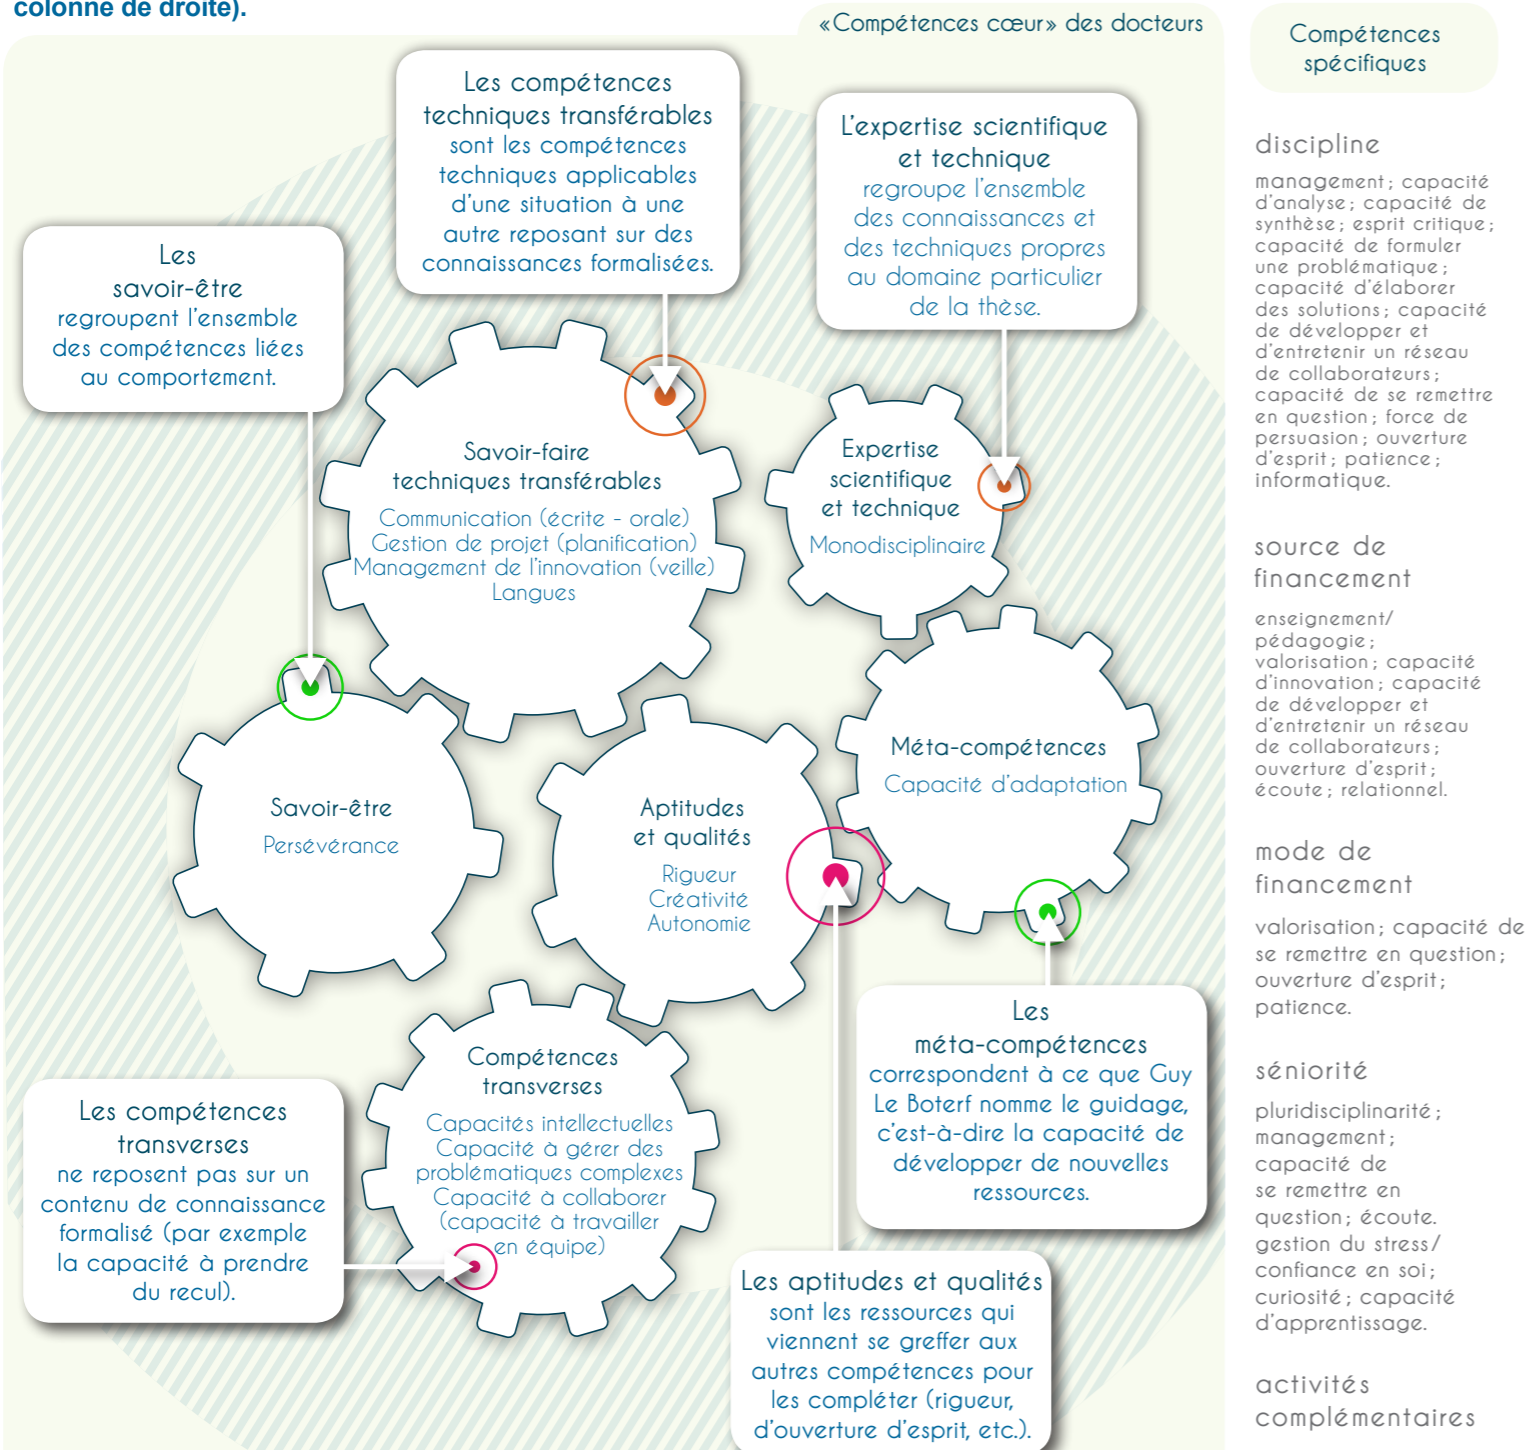 colonne de droite).
«Compétences cœur» des docteurs
Les compétences
techniques transférables
sont les compétences
techniques applicables
d'une situation à une
autre reposant sur des
connaissances formalisées.
L'expertise scientifique
et technique
regroupe l'ensemble
des connaissances et
des techniques propres
au domaine particulier
de la thèse.
Les
savoir-être
regroupent l'ensemble
des compétences liées
au comportement.
Savoir-faire
techniques transférables
Communication (écrite - orale)
Gestion de projet (planification)
Management de l'innovation (veille)
Langues
Expertise
scientifique
et technique
Monodisciplinaire
Savoir-être
Persévérance
Aptitudes
et qualités
Rigueur
Créativité
Autonomie
Méta-compétences
Capacité d'adaptation
Compétences
transverses
Capacités intellectuelles
Capacité à gérer des
problématiques complexes
Capacité à collaborer
(capacité à travailler
en équipe)
Les compétences
transverses
ne reposent pas sur un
contenu de connaissance
formalisé (par exemple
la capacité à prendre
du recul).
Les
méta-compétences
correspondent à ce que Guy
Le Boterf nomme le guidage,
c'est-à-dire la capacité de
développer de nouvelles
ressources.
Les aptitudes et qualités
sont les ressources qui
viennent se greffer aux
autres compétences pour
les compléter (rigueur,
d'ouverture d'esprit, etc.).
Compétences
spécifiques
discipline
management; capacité
d'analyse; capacité de
synthèse; esprit critique;
capacité de formuler
une problématique;
capacité d'élaborer
des solutions; capacité
de développer et
d'entretenir un réseau
de collaborateurs;
capacité de se remettre
en question; force de
persuasion; ouverture
d'esprit; patience;
informatique.
source de
financement
enseignement/
pédagogie;
valorisation; capacité
d'innovation; capacité
de développer et
d'entretenir un réseau
de collaborateurs;
ouverture d'esprit;
écoute; relationnel.
mode de
financement
valorisation; capacité de
se remettre en question;
ouverture d'esprit;
patience.
séniorité
pluridisciplinarité;
management;
capacité de
se remettre en
question; écoute.
gestion du stress/
confiance en soi;
curiosité; capacité
d'apprentissage.
activités
complémentaires